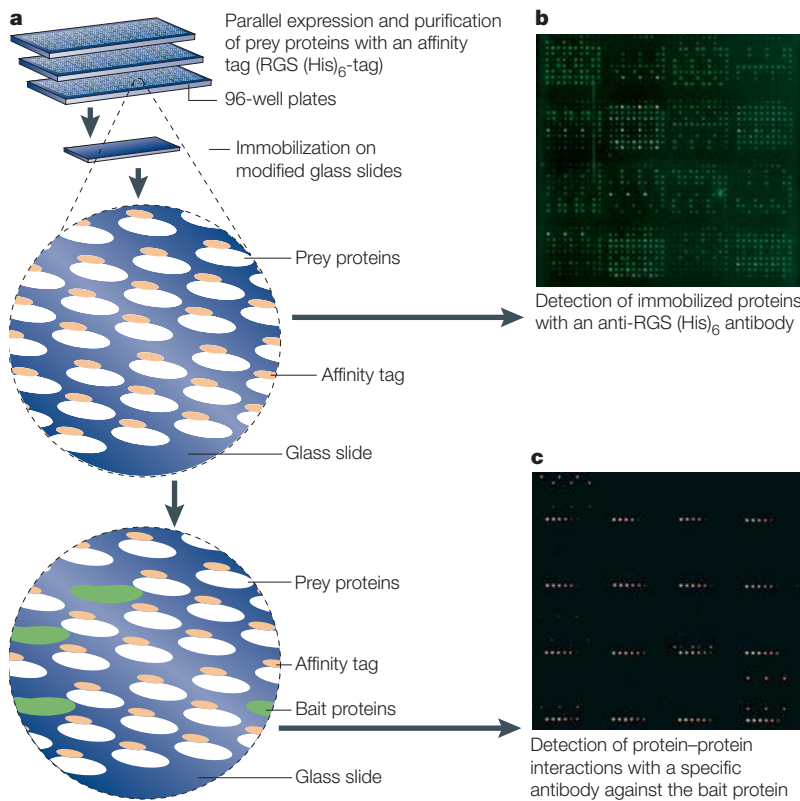 a
Parallel expression and purification
of prey proteins with an affinity
tag (RGS (His)6-tag)
96-well plates
Immobilization on
modified glass slides
Prey proteins
Affinity tag
Glass slide
Prey proteins
Affinity tag
Bait proteins
Glass slide
b
Detection of immobilized proteins
with an anti-RGS (His)6 antibody
c
Detection of protein–protein
interactions with a specific
antibody against the bait protein